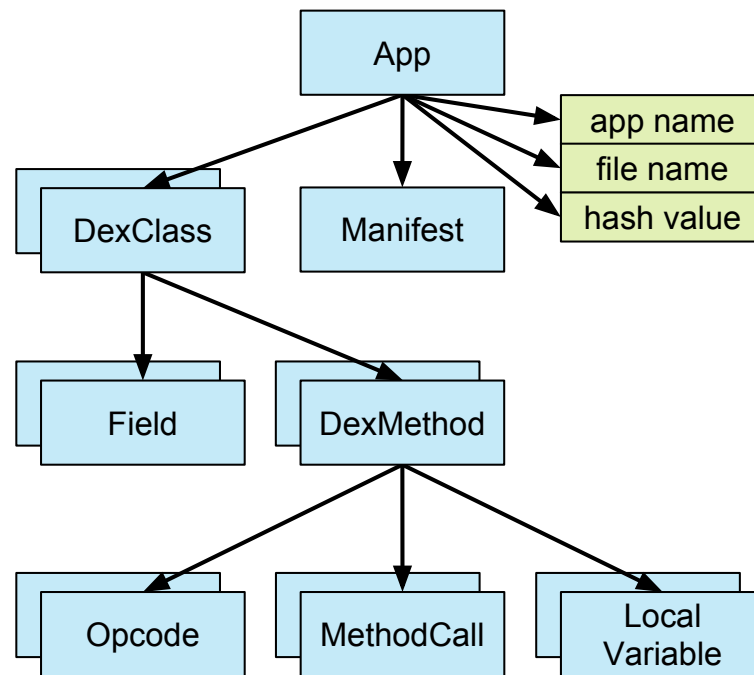 App
app name
file name
hash value
DexClass
Manifest
Field
DexMethod
Opcode
MethodCall
Local
Variable